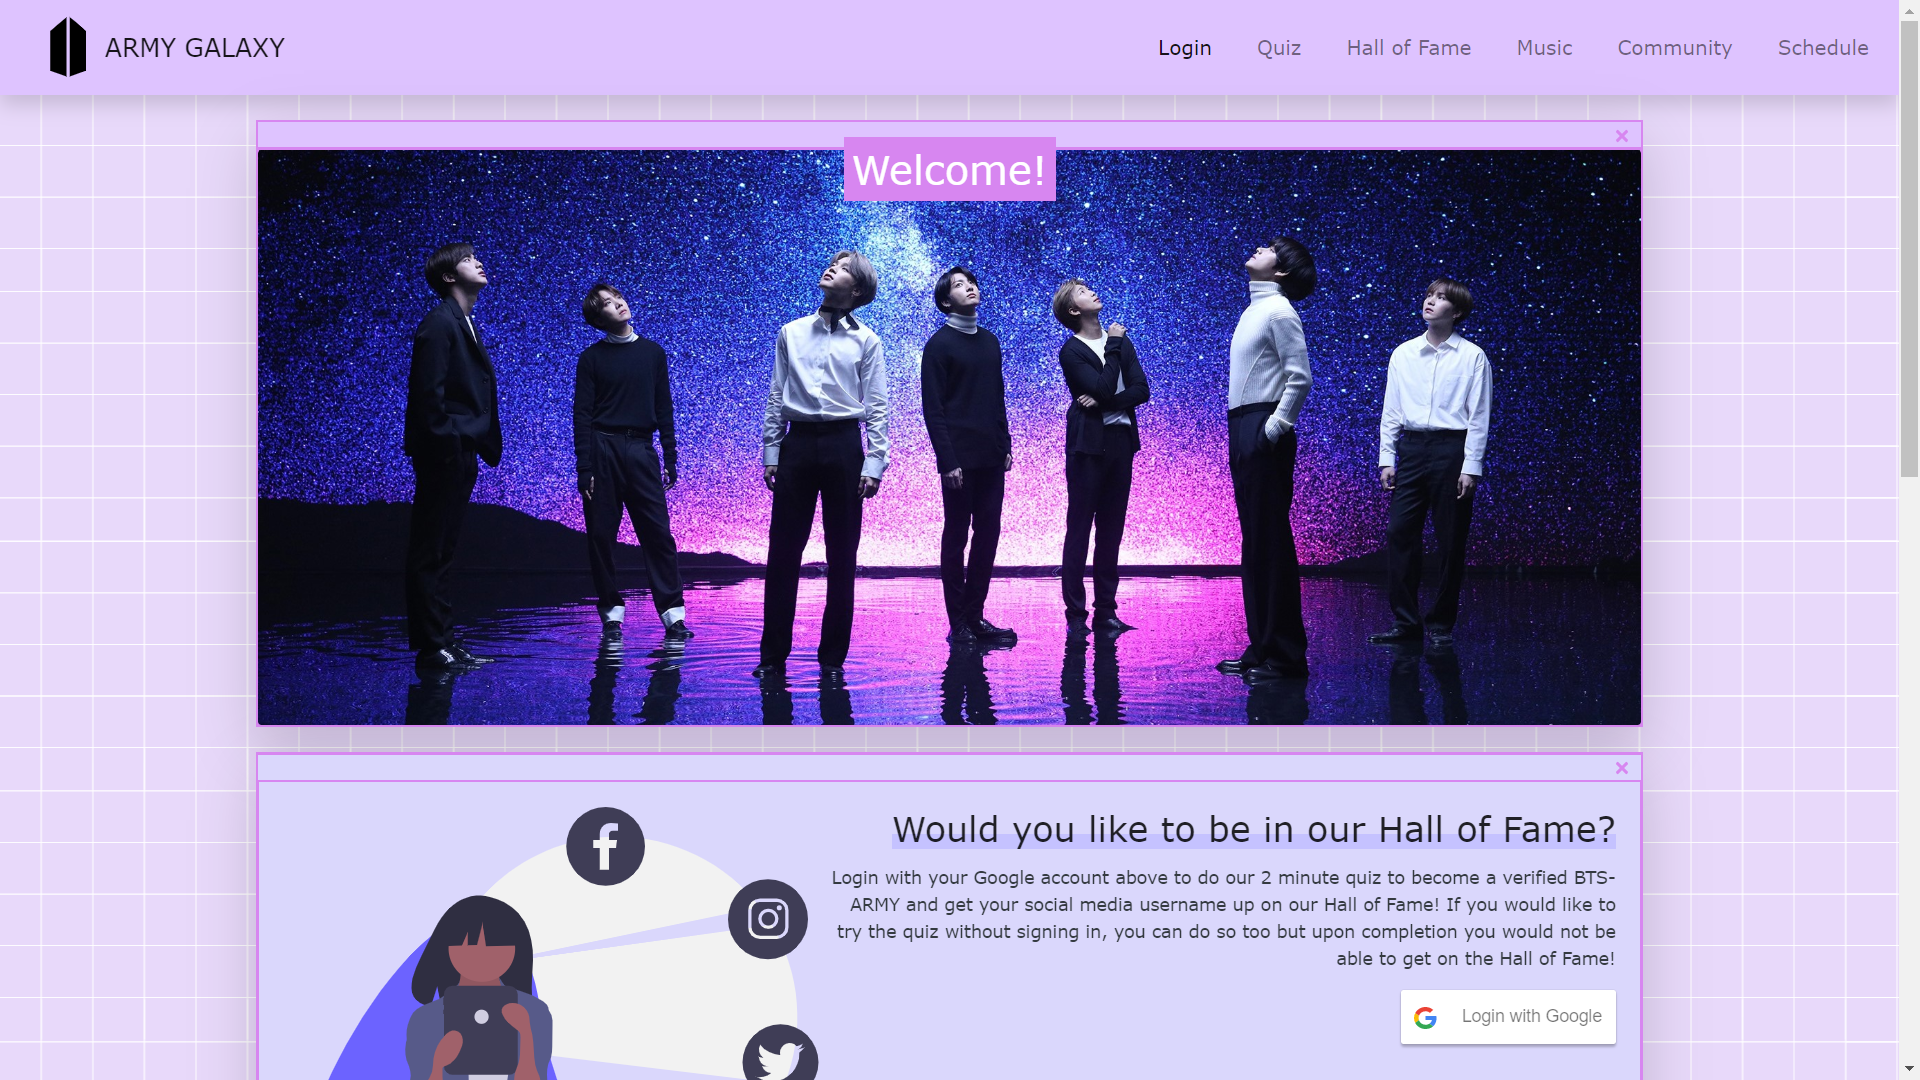 ARMY GALAXY
Login
Quiz
Hall of Fame
Music
Community
Schedule
Welcome!
Would you like to be in our Hall of Fame?
Login with your Google account above to do our 2 minute quiz to become a verified BTS-
ARMY and get your social media username up on our Hall of Fame! If you would like to
try the quiz without signing in, you can do so too but upon completion you would not be
able to get on the Hall of Fame!
Login with Google